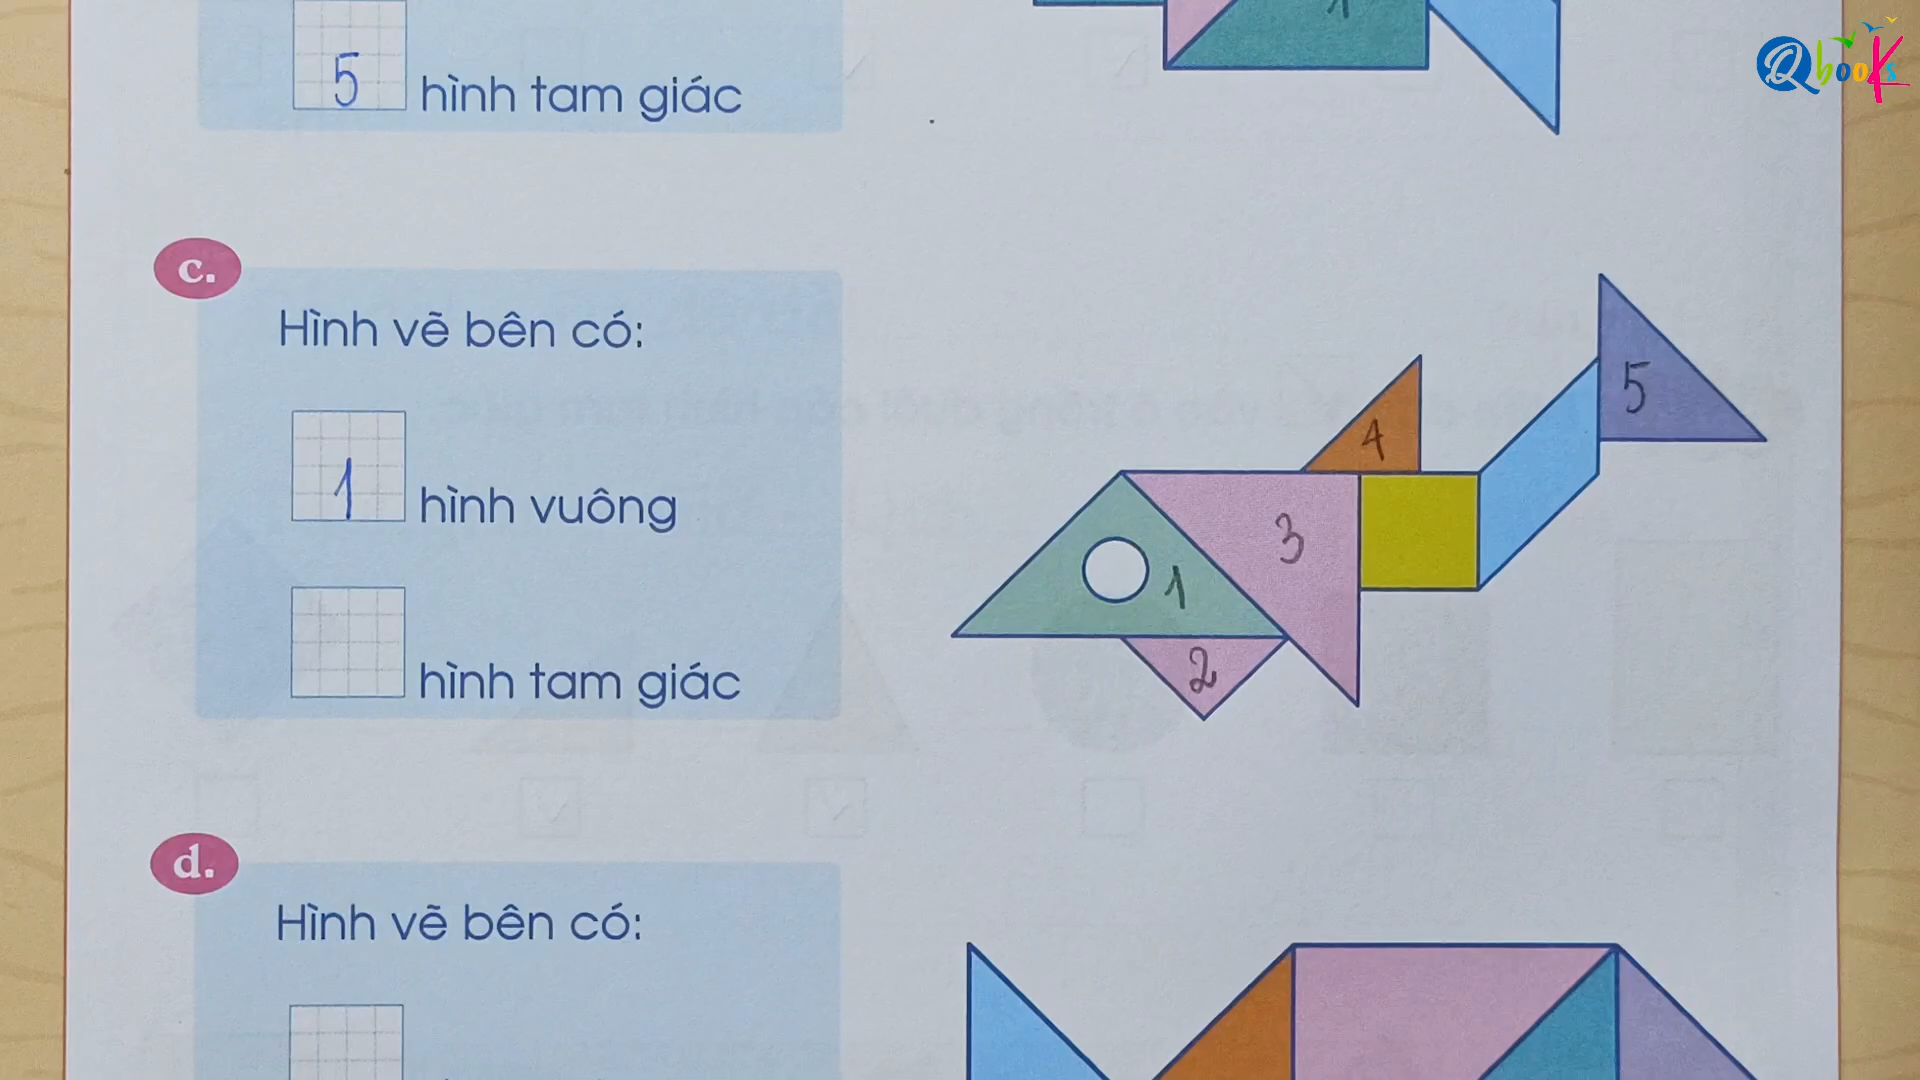 Qbooks
5 hình tam giác
c.
Hình vẽ bên có:
1 hình vuông
hình tam giác
4
5
3
1
2
d.
Hình vẽ bên có: